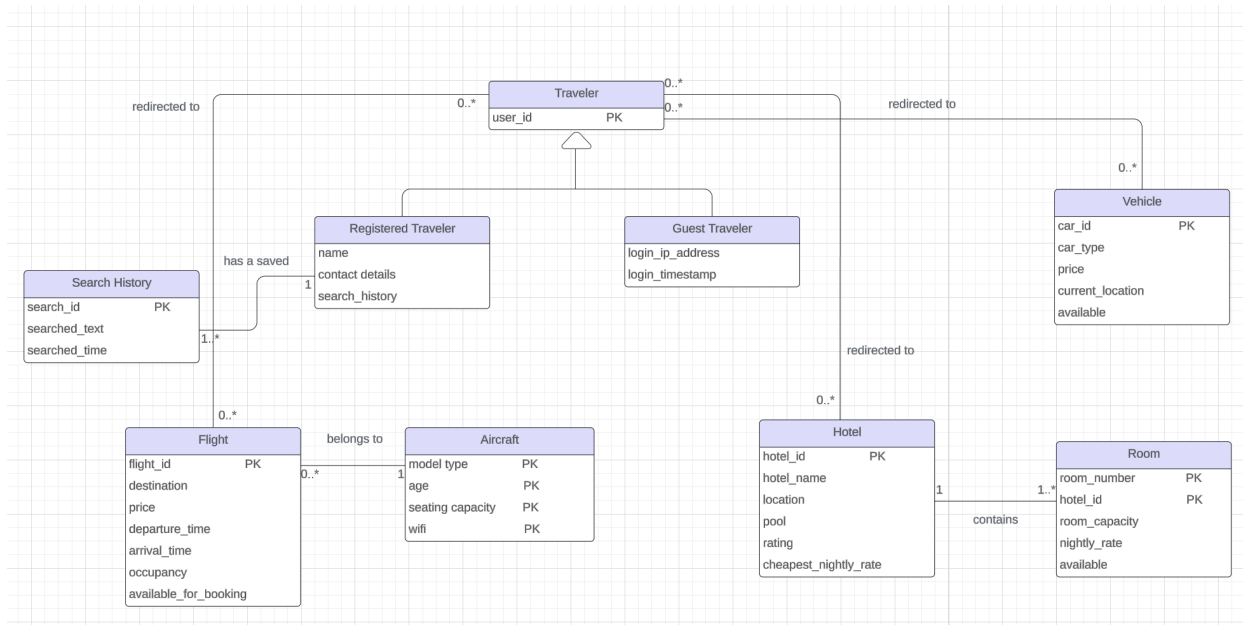 redirected to
0..*
Traveler
user_id PK
0..*
0..*
redirected to
0..*
Vehicle
car_id PK
car_type
price
current_location
available
Registered Traveler
name
contact details
search_history
Guest Traveler
login_ip_address
login_timestamp
has a saved
1
1..*
Search History
search_id PK
searched_text
searched_time
redirected to
0..*
0..*
Flight
flight_id PK
destination
price
departure_time
arrival_time
occupancy
available_for_booking
belongs to
0..*
1
Aircraft
model type PK
age PK
seating capacity PK
wifi PK
Hotel
hotel_id PK
hotel_name
location
pool
rating
cheapest_nightly_rate
1
1..*
contains
Room
room_number PK
hotel_id PK
room_capacity
nightly_rate
available